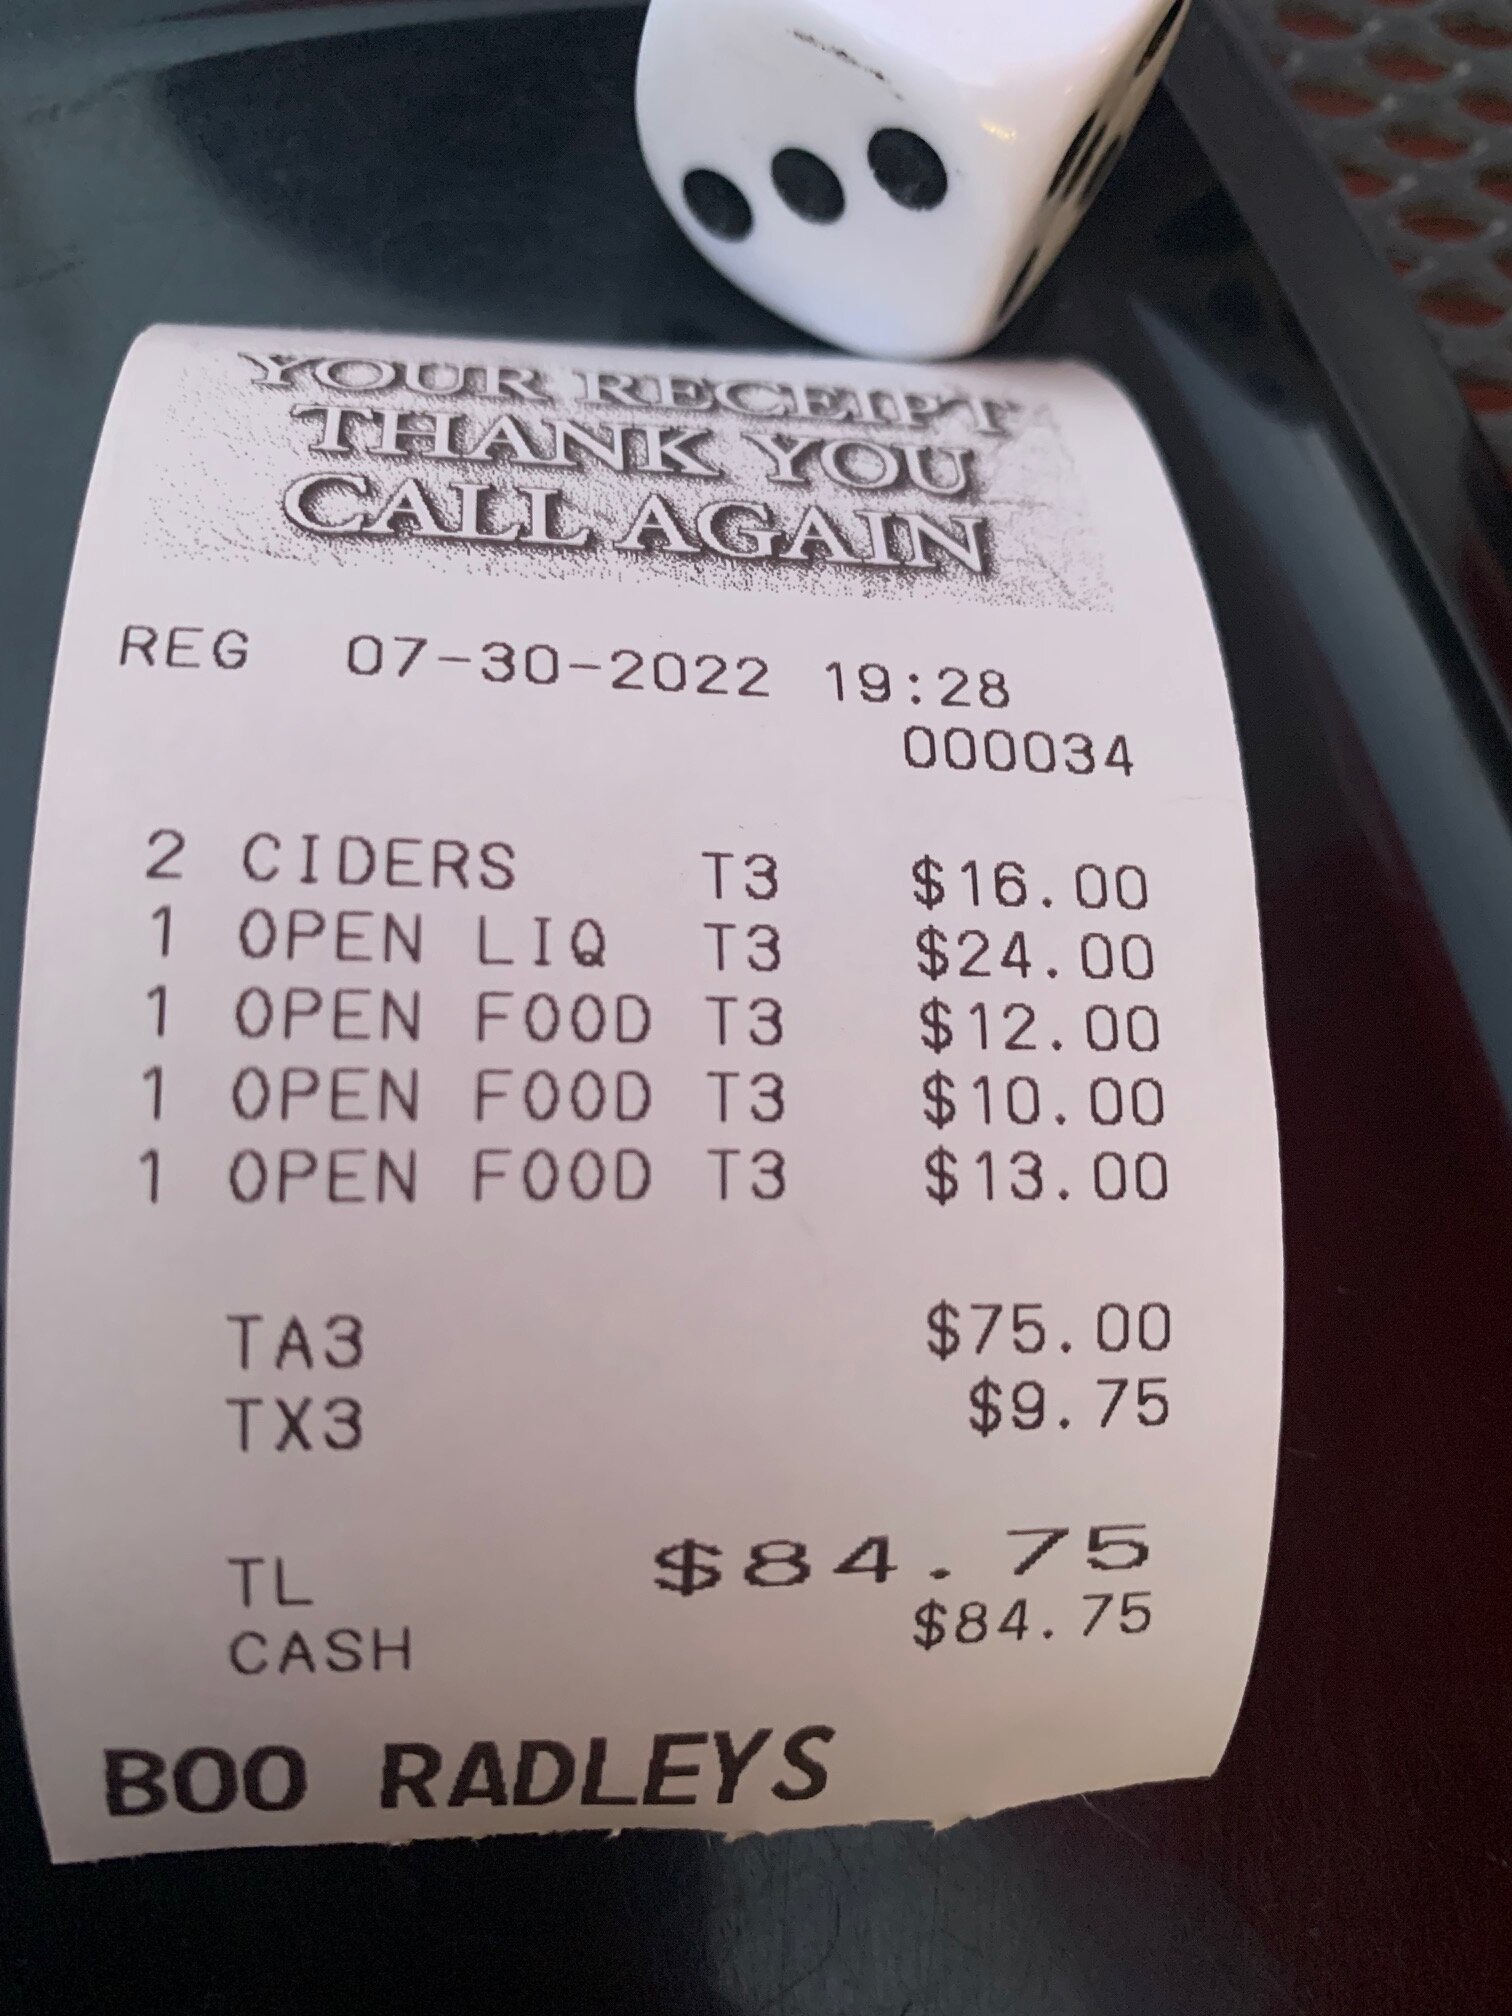 YOUR RECEIPT
THANK YOU
CALL AGAIN
REG 07-30-2022 19:28
000034
2 CIDERS T3 $16.00
1 OPEN LIQ T3 $24.00
1 OPEN FOOD T3 $12.00
1 OPEN FOOD T3 $10.00
1 OPEN FOOD T3 $13.00
TA3 $75.00
TX3 $9.75
TL $84.75
CASH $84.75
BOO RADLEYS